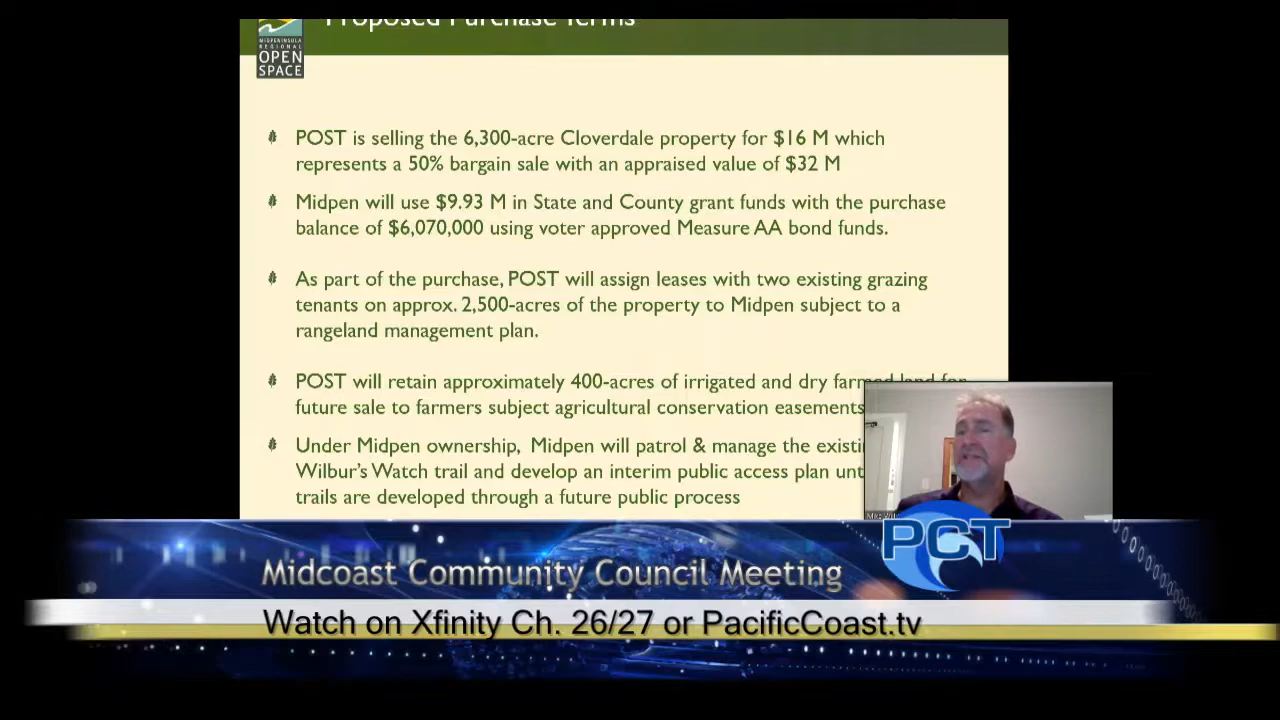 Proposed Purchase Terms
MIDPENINSULA
REGIONAL
OPEN
SPACE
POST is selling the 6,300-acre Cloverdale property for $16 M which
represents a 50% bargain sale with an appraised value of $32 M
Midpen will use $9.93 M in State and County grant funds with the purchase
balance of $6,070,000 using voter approved Measure AA bond funds.
As part of the purchase, POST will assign leases with two existing grazing
tenants on approx. 2,500-acres of the property to Midpen subject to a
rangeland management plan.
POST will retain approximately 400-acres of irrigated and dry farmed land for
future sale to farmers subject agricultural conservation easements
Under Midpen ownership, Midpen will patrol & manage the
Wilbur's Watch trail and develop an interim public access plan
trails are developed through a future public process
PCT
Midcoast Community Council Meeting
Watch on Xfinity Ch. 26/27 or PacificCoast.tv